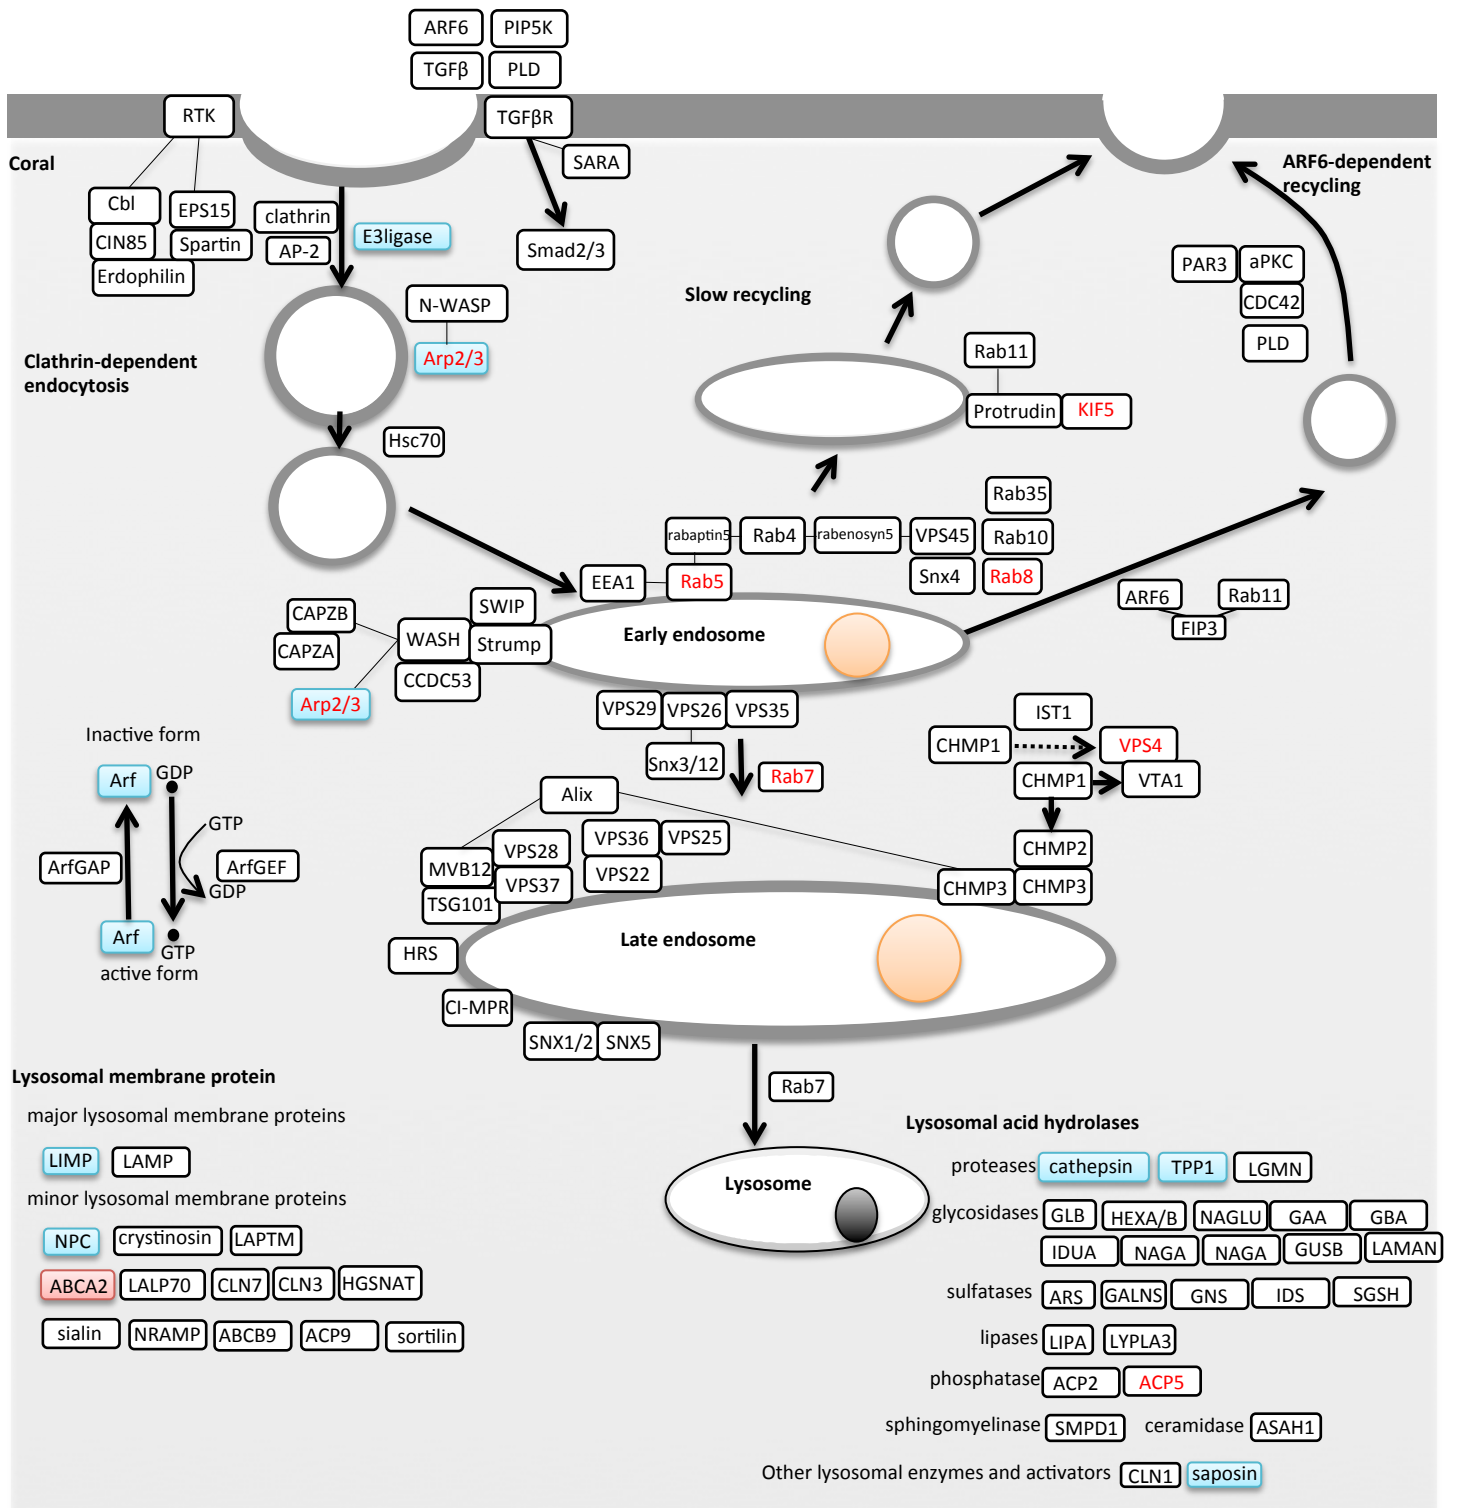 ARF6 PIP5K
TGFβ PLD
RTK TGFβR
SARA
Coral
ARF6-dependent
recycling
Cbl EPS15 clathrin
E3ligase
CIN85 Spartin AP-2
Erdophilin
Smad2/3
PAR3 aPKC
CDC42
PLD
Slow recycling
N-WASP
Arp2/3
Clathrin-dependent
endocytosis
Rab11
Protrudin KIF5
Hsc70
Rab35
rabaptin5 Rab4 rabenosyn5 VPS45 Rab10
EEA1 Rab5 Snx4 Rab8
ARF6 Rab11
FIP3
CAPZB SWIP
CAPZA WASH Strump
CCDC53
Arp2/3
Early endosome
VPS29 VPS26 VPS35
Snx3/12 Rab7
IST1
CHMP1 VPS4
CHMP1 VTA1
CHMP2
CHMP3 CHMP3
Inactive form
Arf GDP
GTP
ArfGAP ArfGEF
GDP
Arf
GTP
active form
Alix
VPS28 VPS36 VPS25
MVB12
VPS37 VPS22
TSG101
HRS
Late endosome
CI-MPR
SNX1/2 SNX5
Rab7
Lysosome
Lysosomal membrane protein
major lysosomal membrane proteins
LIMP LAMP
minor lysosomal membrane proteins
NPC crystinosin LAPTM
ABCA2 LALP70 CLN7 CLN3 HGSNAT
sialin NRAMP ABCB9 ACP9 sortilin
Lysosomal acid hydrolases
proteases cathepsin TPP1 LGMN
glycosidases GLB HEXA/B NAGLU GAA GBA
IDUA NAGA NAGA GUSB LAMAN
sulfatases ARS GALNS GNS IDS SGSH
lipases LIPA LYPLA3
phosphatase ACP2 ACP5
sphingomyelinase SMPD1 ceramidase ASAH1
Other lysosomal enzymes and activators CLN1 saposin